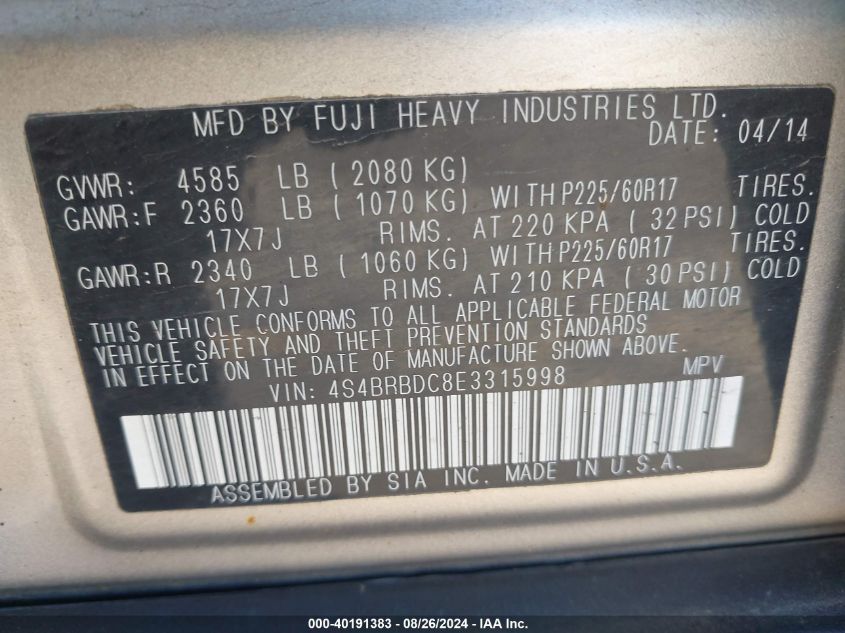 MFD BY FUJI HEAVY INDUSTRIES LTD.
DATE: 04/14
GVWR: 4585 LB (2080 KG)
GAWR:F 2360 LB (1070 KG) WITH P225/60R17 TIRES.
17X7J RIMS. AT 220 KPA (32 PSI) COLD
GAWR:R 2340 LB (1060 KG) WITH P225/60R17 TIRES.
17X7J RIMS. AT 210 KPA (30 PSI) COLD
THIS VEHICLE CONFORMS TO ALL APPLICABLE FEDERAL MOTOR
VEHICLE SAFETY AND THEFT PREVENTION STANDARDS
IN EFFECT ON THE DATE OF MANUFACTURE SHOWN ABOVE.
VIN: 4S4BRBDC8E3315998 MPV
ASSEMBLED BY SIA INC. MADE IN U.S.A.
000-40191383 - 08/26/2024 - IAA Inc.